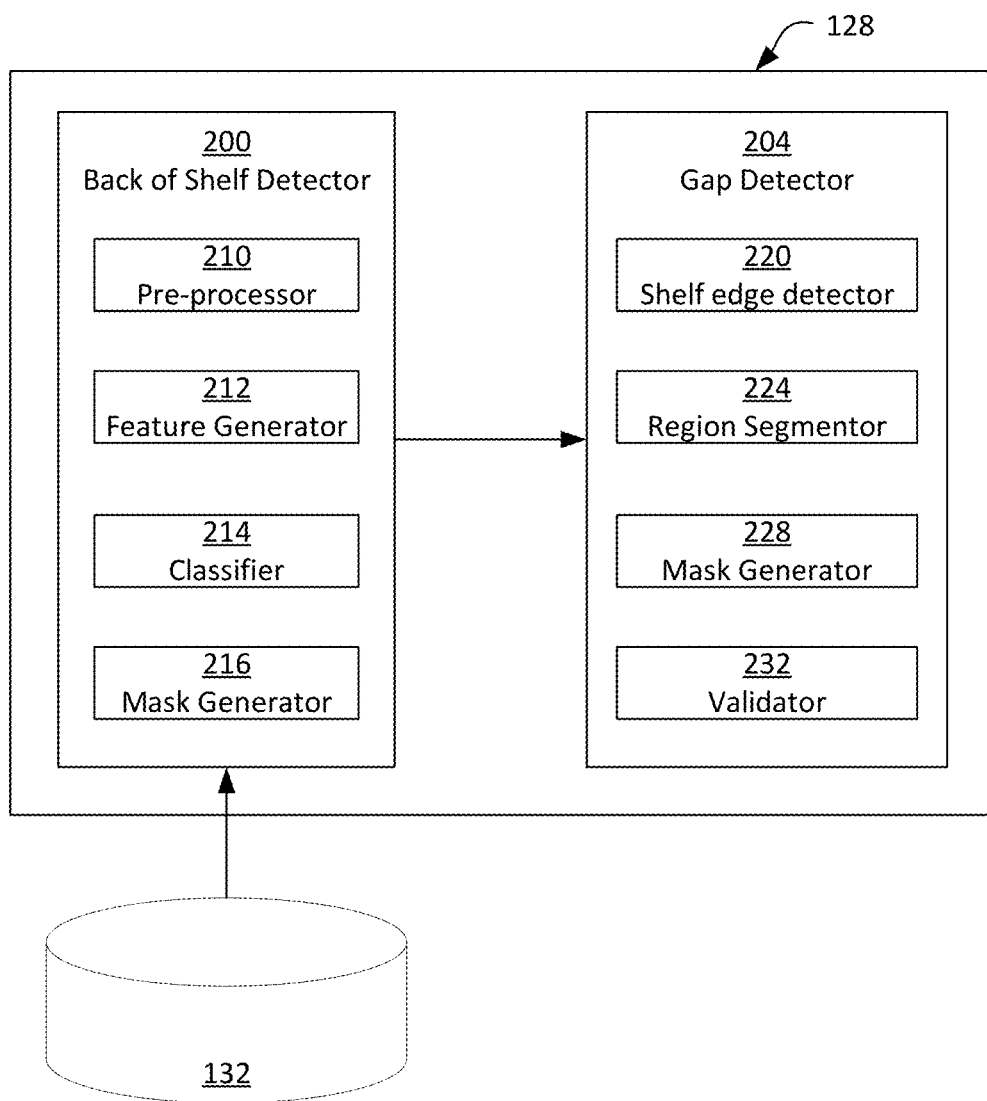 128
200
Back of Shelf Detector
210
Pre-processor
212
Feature Generator
214
Classifier
216
Mask Generator
204
Gap Detector
220
Shelf edge detector
224
Region Segmentor
228
Mask Generator
232
Validator
132